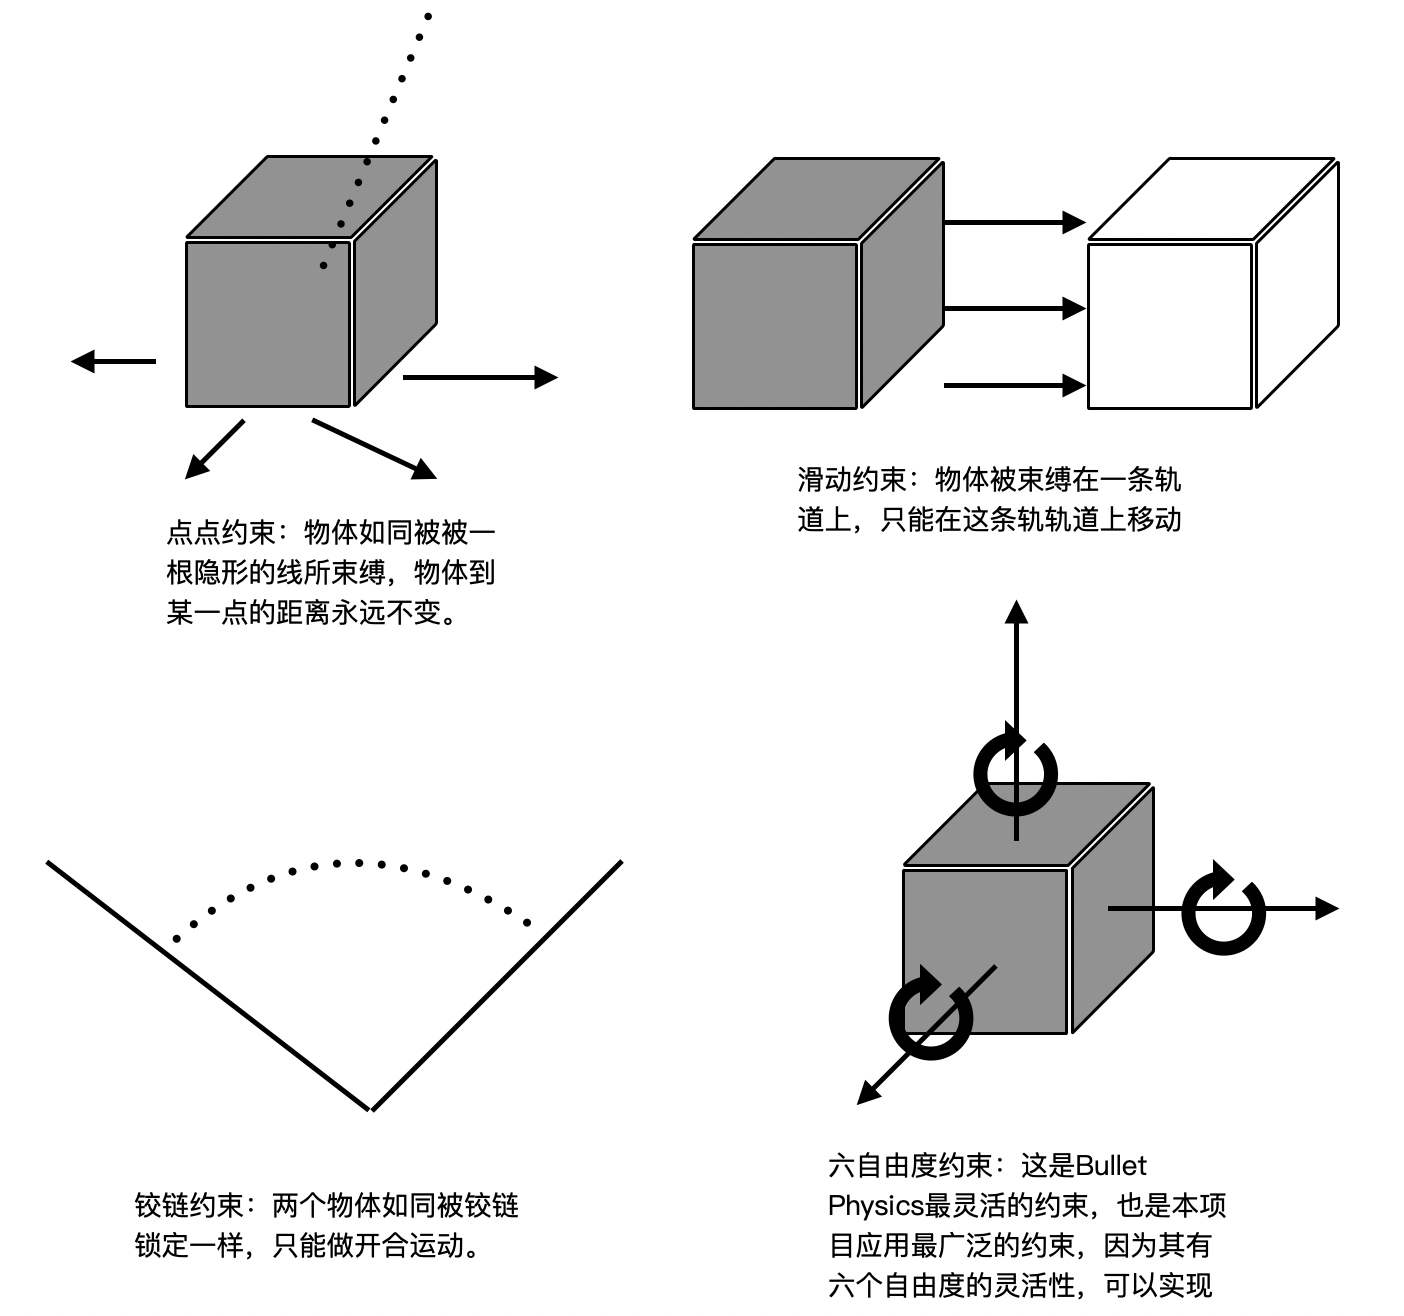 点点约束：物体如同被被一
根隐形的线所束缚，物体到
某一点的距离永远不变。
滑动约束：物体被束缚在一条轨
道上，只能在这条轨轨道上移动
铰链约束：两个物体如同被铰链
锁定一样，只能做开合运动。
六自由度约束：这是Bullet
Physics最灵活的约束，也是本项
目应用最广泛的约束，因为其有
六个自由度的灵活性，可以实现